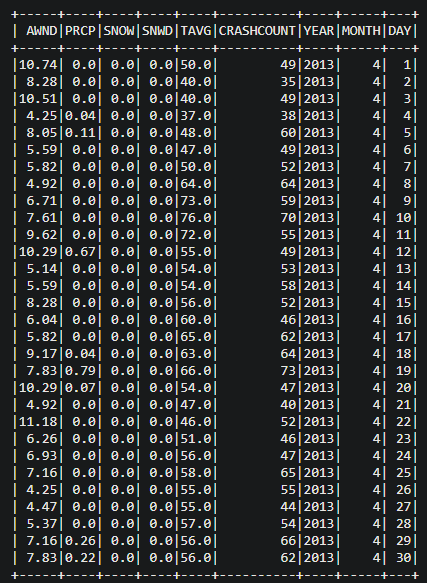 +-----+----+----+----+----+----------+----+-----+---+
| AWND|PRCP|SNOW|SNWD|TAVG|CRASHCOUNT|YEAR|MONTH|DAY|
+-----+----+----+----+----+----------+----+-----+---+
|10.74| 0.0| 0.0| 0.0|50.0|        49|2013|    4|  1|
| 8.28| 0.0| 0.0| 0.0|40.0|        35|2013|    4|  2|
|10.51| 0.0| 0.0| 0.0|40.0|        49|2013|    4|  3|
| 4.25|0.04| 0.0| 0.0|37.0|        38|2013|    4|  4|
| 8.05|0.11| 0.0| 0.0|48.0|        60|2013|    4|  5|
| 5.59| 0.0| 0.0| 0.0|47.0|        49|2013|    4|  6|
| 5.82| 0.0| 0.0| 0.0|50.0|        52|2013|    4|  7|
| 4.92| 0.0| 0.0| 0.0|64.0|        64|2013|    4|  8|
| 6.71| 0.0| 0.0| 0.0|73.0|        59|2013|    4|  9|
| 7.61| 0.0| 0.0| 0.0|76.0|        70|2013|    4| 10|
| 9.62| 0.0| 0.0| 0.0|72.0|        55|2013|    4| 11|
|10.29|0.67| 0.0| 0.0|55.0|        49|2013|    4| 12|
| 5.14| 0.0| 0.0| 0.0|54.0|        53|2013|    4| 13|
| 5.59| 0.0| 0.0| 0.0|54.0|        58|2013|    4| 14|
| 8.28| 0.0| 0.0| 0.0|56.0|        52|2013|    4| 15|
| 6.04| 0.0| 0.0| 0.0|60.0|        46|2013|    4| 16|
| 5.82| 0.0| 0.0| 0.0|65.0|        62|2013|    4| 17|
| 9.17|0.04| 0.0| 0.0|63.0|        64|2013|    4| 18|
| 7.83|0.79| 0.0| 0.0|66.0|        73|2013|    4| 19|
|10.29|0.07| 0.0| 0.0|54.0|        47|2013|    4| 20|
| 4.92| 0.0| 0.0| 0.0|47.0|        40|2013|    4| 21|
|11.18| 0.0| 0.0| 0.0|46.0|        52|2013|    4| 22|
| 6.26| 0.0| 0.0| 0.0|51.0|        46|2013|    4| 23|
| 6.93| 0.0| 0.0| 0.0|56.0|        47|2013|    4| 24|
| 7.16| 0.0| 0.0| 0.0|58.0|        65|2013|    4| 25|
| 4.25| 0.0| 0.0| 0.0|55.0|        55|2013|    4| 26|
| 4.47| 0.0| 0.0| 0.0|55.0|        44|2013|    4| 27|
| 5.37| 0.0| 0.0| 0.0|57.0|        54|2013|    4| 28|
| 7.16|0.26| 0.0| 0.0|56.0|        66|2013|    4| 29|
| 7.83|0.22| 0.0| 0.0|56.0|        62|2013|    4| 30|
+-----+----+----+----+----+----------+----+-----+---+